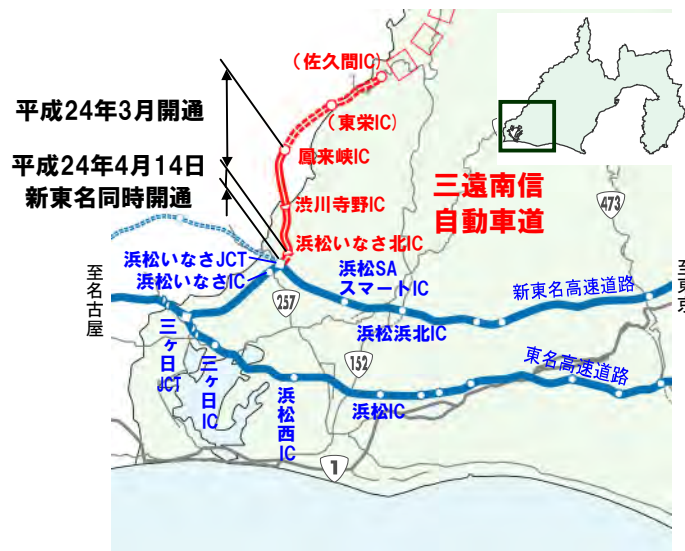 (佐久間IC)
平成24年3月開通
(東栄IC)
鳳来峡IC
平成24年4月14日
新東名同時開通
三遠南信
自動車道
473
渋川寺野IC
浜松いなさ北IC
浜松いなさJCT
浜松いなさIC
浜松SA
スマートIC
新東名高速道路
至名古屋
至東京
257
浜松浜北IC
三ヶ日
JCT
三ヶ日
IC
152
東名高速道路
浜松西IC
浜松IC
1